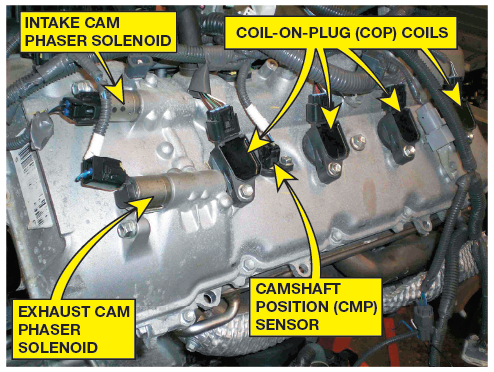 INTAKE CAM
PHASER SOLENOID
COIL-ON-PLUG (COP) COILS
EXHAUST CAM
PHASER
SOLENOID
CAMSHAFT
POSITION (CMP)
SENSOR